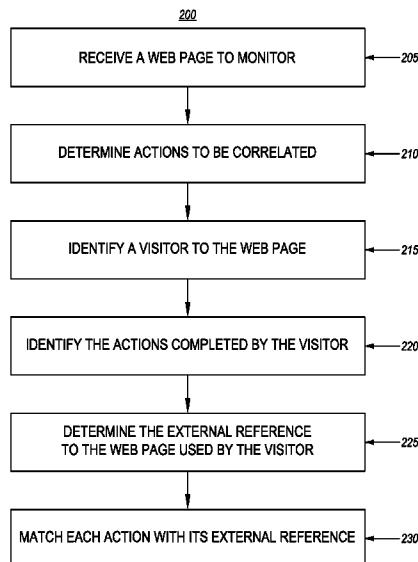 200
RECEIVE A WEB PAGE TO MONITOR
205
DETERMINE ACTIONS TO BE CORRELATED
210
IDENTIFY A VISITOR TO THE WEB PAGE
215
IDENTIFY THE ACTIONS COMPLETED BY THE VISITOR
220
DETERMINE THE EXTERNAL REFERENCE
TO THE WEB PAGE USED BY THE VISITOR
225
MATCH EACH ACTION WITH ITS EXTERNAL REFERENCE
230